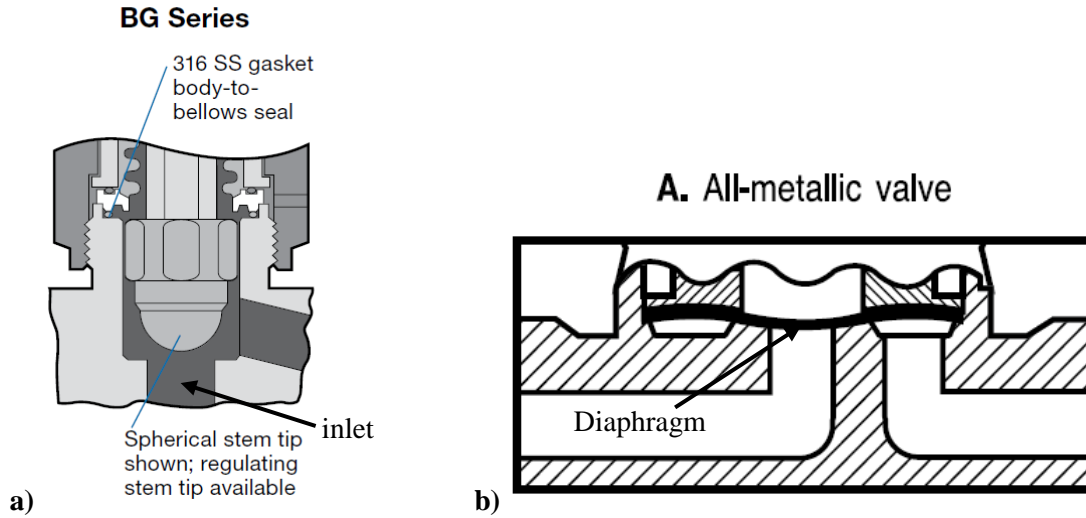 BG Series
316 SS gasket
body-to-
bellows seal
inlet
Spherical stem tip
shown; regulating
stem tip available
a)
A. All-metallic valve
Diaphragm
b)